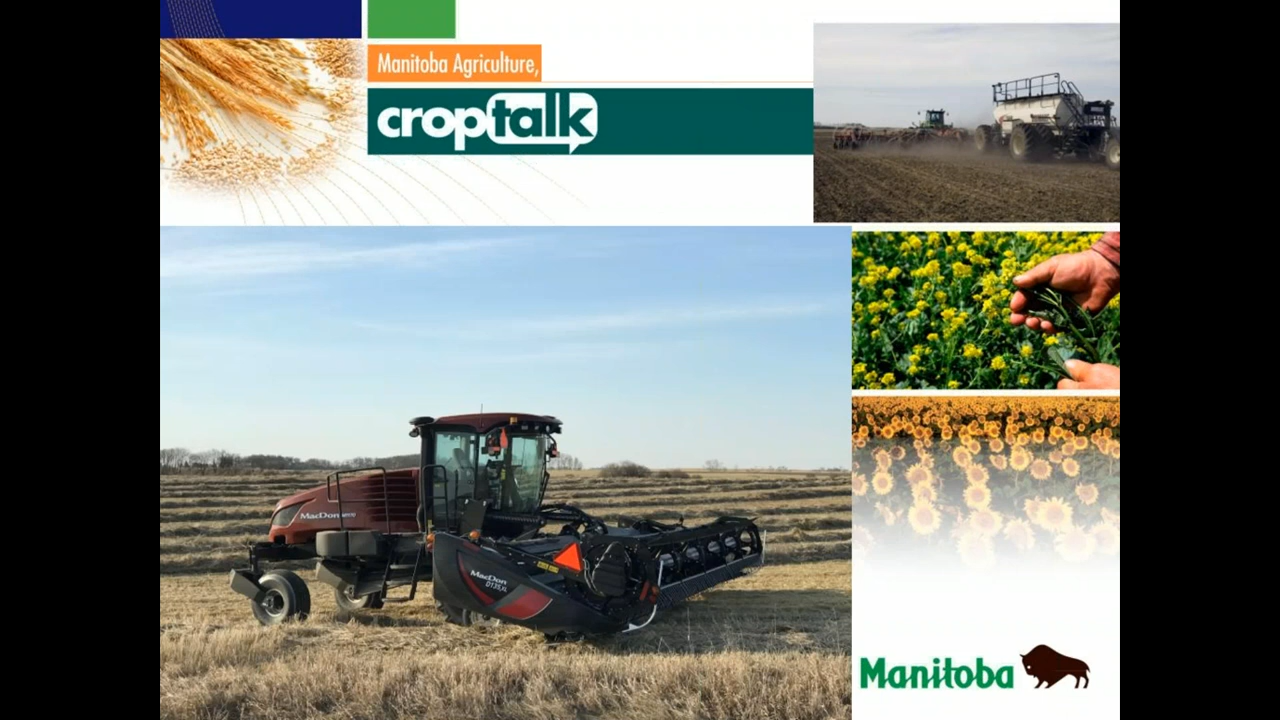 Manitoba Agriculture,
croptalk
MacDon
MacDon
D135XL
Manitoba